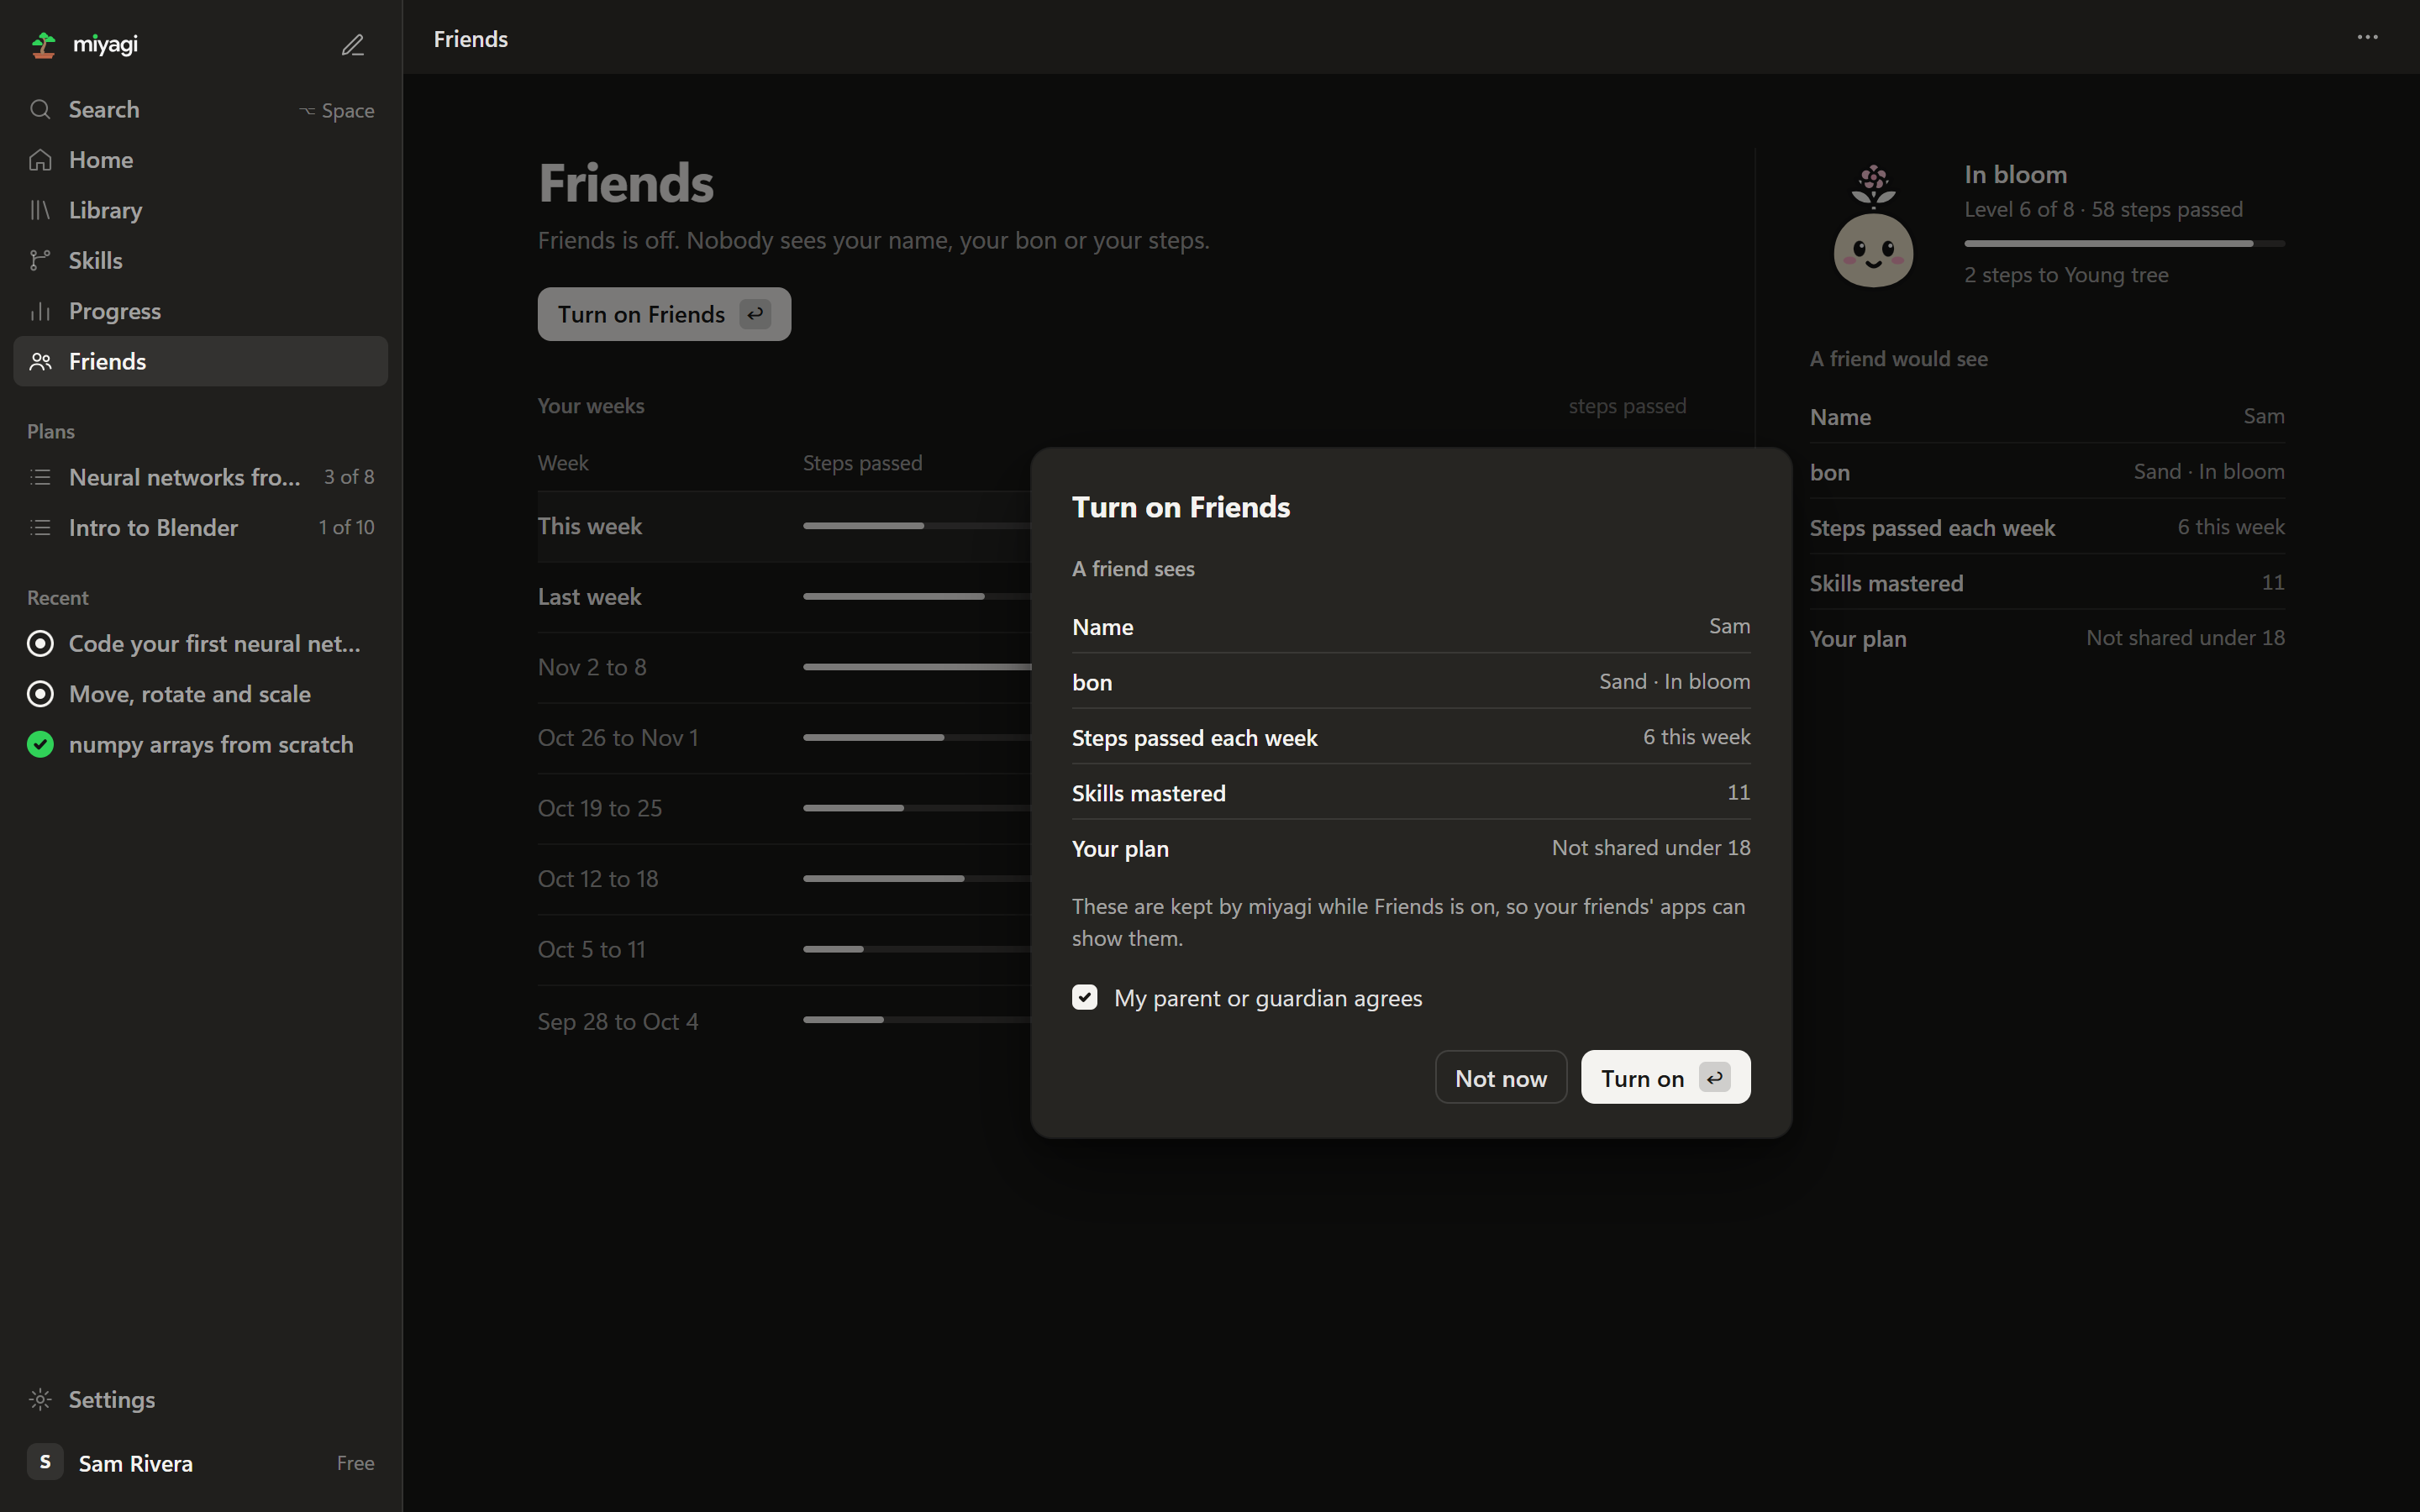 miyagi
Search
⌥ Space
Home
Library
Skills
Progress
Friends
Plans
Neural networks fro...
3 of 8
Intro to Blender
1 of 10
Recent
Code your first neural net...
Move, rotate and scale
numpy arrays from scratch
Settings
S
Sam Rivera
Free
Friends
Friends
Friends is off. Nobody sees your name, your bon or your steps.
Turn on Friends
Your weeks
steps passed
Week
Steps passed
This week
Last week
Nov 2 to 8
Oct 26 to Nov 1
Oct 19 to 25
Oct 12 to 18
Oct 5 to 11
Sep 28 to Oct 4
Turn on Friends
A friend sees
Name
Sam
bon
Sand · In bloom
Steps passed each week
6 this week
Skills mastered
11
Your plan
Not shared under 18
These are kept by miyagi while Friends is on, so your friends' apps can
show them.
My parent or guardian agrees
Not now
Turn on
In bloom
Level 6 of 8 · 58 steps passed
2 steps to Young tree
A friend would see
Name
Sam
bon
Sand · In bloom
Steps passed each week
6 this week
Skills mastered
11
Your plan
Not shared under 18